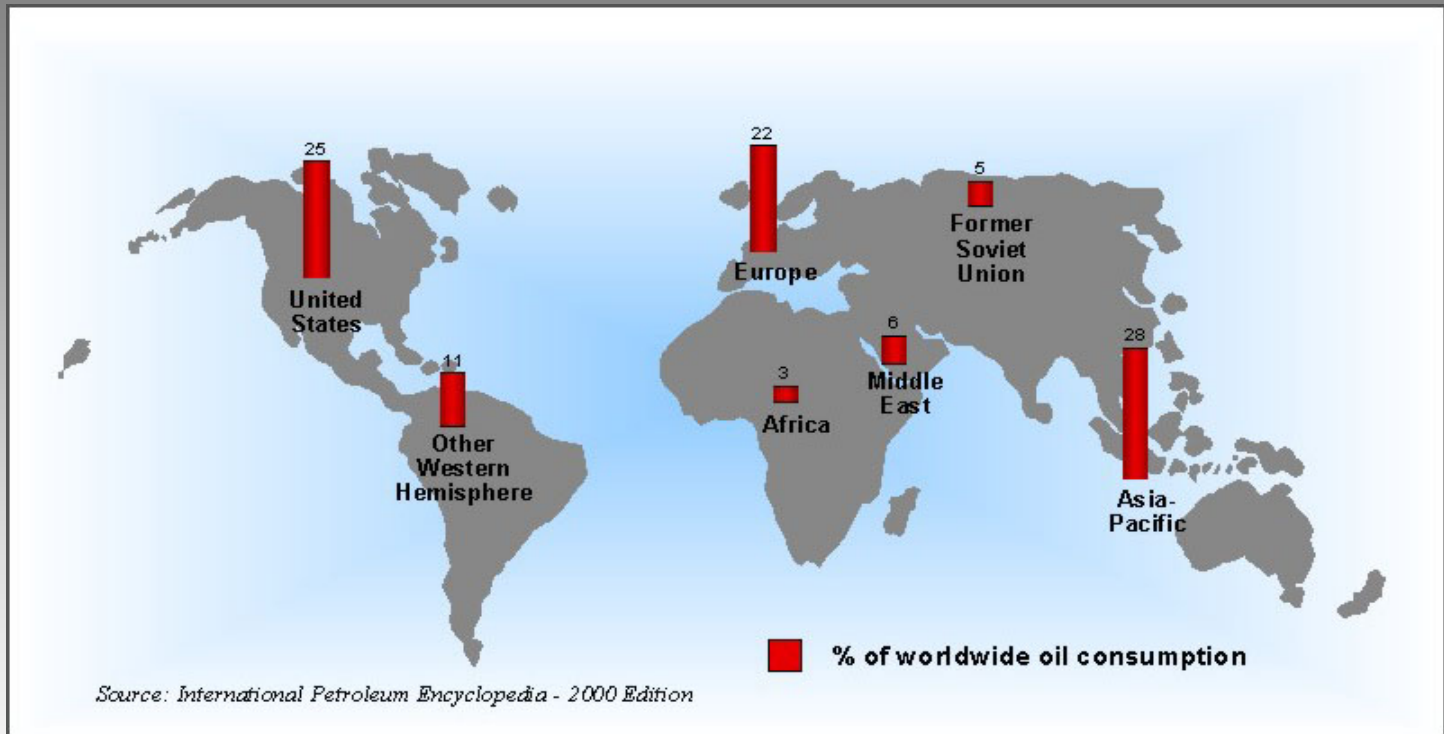 25
United
States
11
Other
Western
Hemisphere
22
Europe
5
Former
Soviet
Union
6
Middle
East
3
Africa
28
Asia-
Pacific
% of worldwide oil consumption
Source: International Petroleum Encyclopedia - 2000 Edition